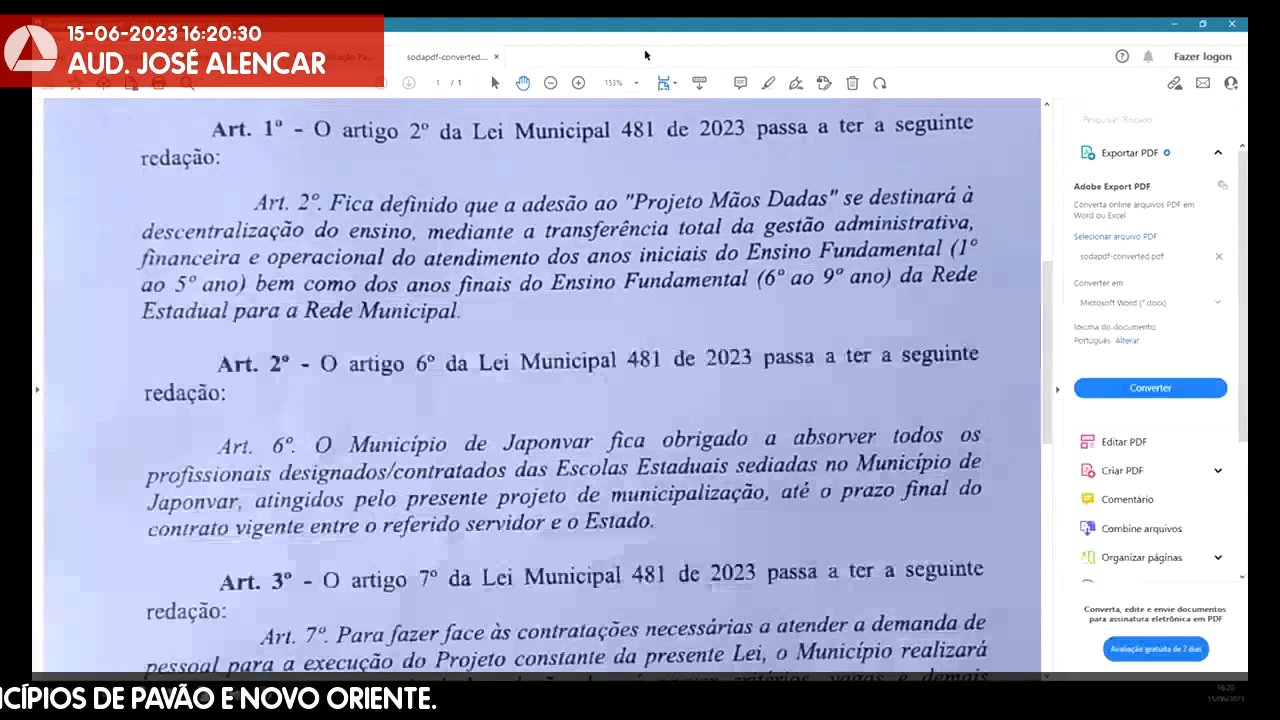 15-06-2023 16:20:30
AUD. JOSÉ ALENCAR
sodapdf-converted....
Fazer logon
1 / 1
153%
Art. 1º - O artigo 2º da Lei Municipal 481 de 2023 passa a ter a seguinte
redação:
Art. 2º. Fica definido que a adesão ao "Projeto Mãos Dadas" se destinará à
descentralização do ensino, mediante a transferência total da gestão administrativa,
financeira e operacional do atendimento dos anos iniciais do Ensino Fundamental (1º
ao 5º ano) bem como dos anos finais do Ensino Fundamental (6º ao 9º ano) da Rede
Estadual para a Rede Municipal.
Art. 2º - O artigo 6º da Lei Municipal 481 de 2023 passa a ter a seguinte
redação:
Art. 6º. O Município de Japonvar fica obrigado a absorver todos os
profissionais designados/contratados das Escolas Estaduais sediadas no Município de
Japonvar, atingidos pelo presente projeto de municipalização, até o prazo final do
contrato vigente entre o referido servidor e o Estado.
Art. 3º - O artigo 7º da Lei Municipal 481 de 2023 passa a ter a seguinte
redação:
Art. 7º. Para fazer face às contratações necessárias a atender a demanda de
pessoal para a execução do Projeto constante da presente Lei, o Município realizará
Pesquisar 'Riscado'
Exportar PDF
Adobe Export PDF
Converta online arquivos PDF em
Word ou Excel
Selecionar arquivo PDF
sodapdf-converted.pdf
Converter em
Microsoft Word (*.docx)
Idioma do documento:
Português Alterar
Converter
Editar PDF
Criar PDF
Comentário
Combine arquivos
Organizar páginas
Converta, edite e envie documentos
para assinatura eletrônica em PDF
Avaliação gratuita de 7 dias
16:20
15/06/2023
NCÍPIOS DE PAVÃO E NOVO ORIENTE.